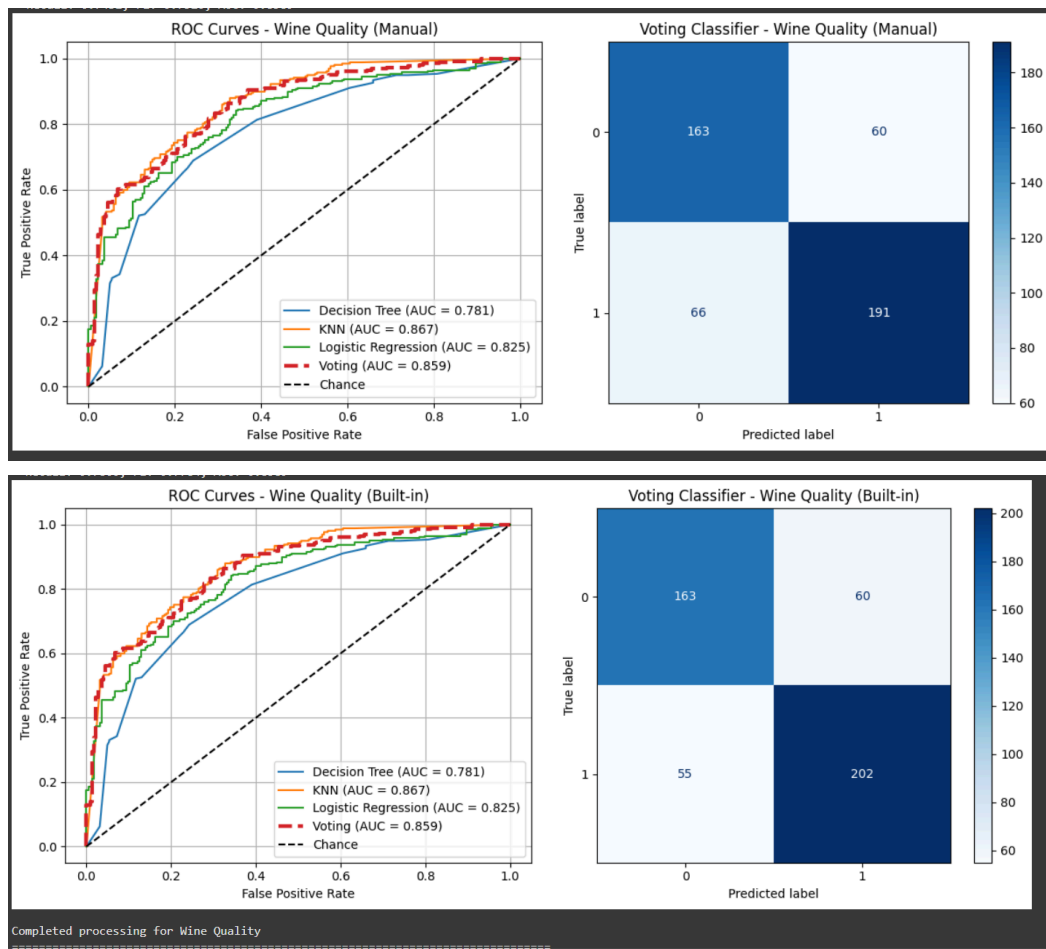 ROC Curves - Wine Quality (Manual)
1.0
0.8
0.6
0.4
0.2
0.0
True Positive Rate
0.0 0.2 0.4 0.6 0.8 1.0
False Positive Rate
Decision Tree (AUC = 0.781)
KNN (AUC = 0.867)
Logistic Regression (AUC = 0.825)
Voting (AUC = 0.859)
Chance
Voting Classifier - Wine Quality (Manual)
True label
0
1
163 60
66 191
0 1
Predicted label
180
160
140
120
100
80
60
ROC Curves - Wine Quality (Built-in)
1.0
0.8
0.6
0.4
0.2
0.0
True Positive Rate
0.0 0.2 0.4 0.6 0.8 1.0
False Positive Rate
Decision Tree (AUC = 0.781)
KNN (AUC = 0.867)
Logistic Regression (AUC = 0.825)
Voting (AUC = 0.859)
Chance
Voting Classifier - Wine Quality (Built-in)
True label
0
1
163 60
55 202
0 1
Predicted label
200
180
160
140
120
100
80
60
Completed processing for Wine Quality